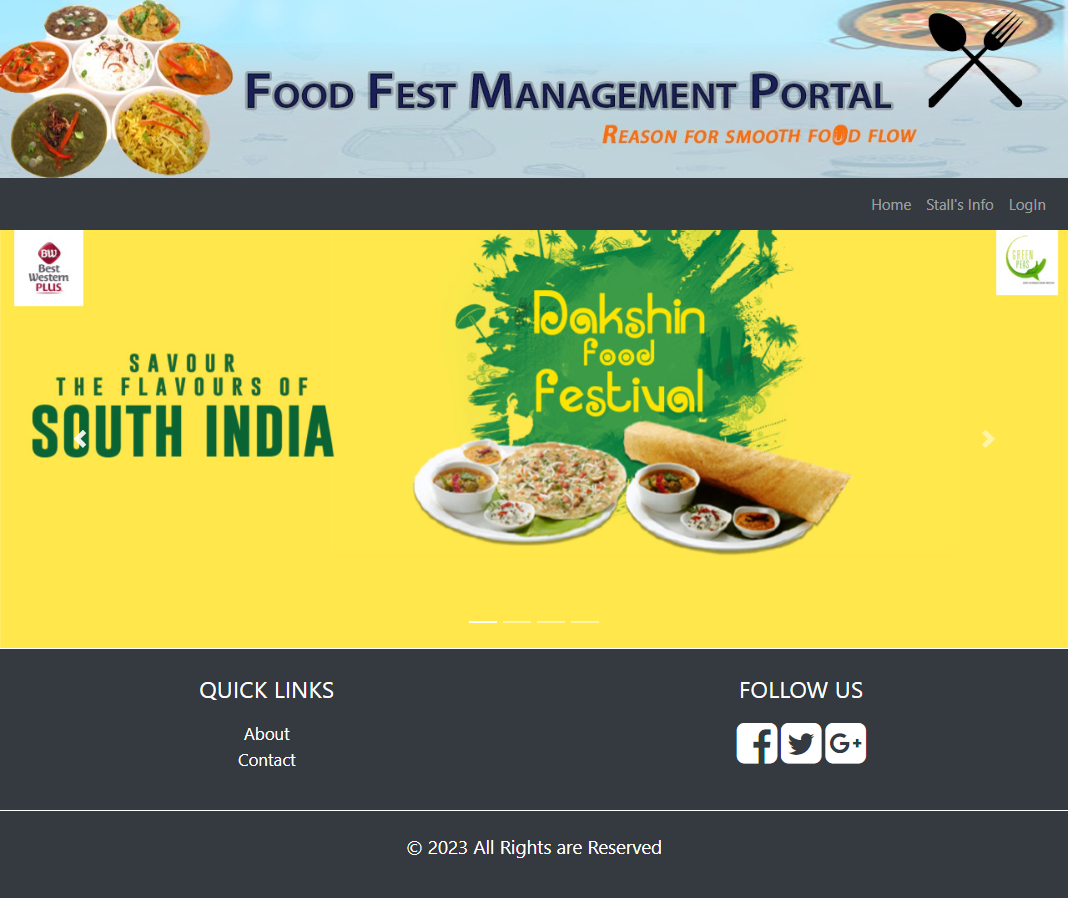 FOOD FEST MANAGEMENT PORTAL
REASON FOR SMOOTH FOOD FLOW
Home Stall's Info LogIn
BW
Best
Western
PLUS
GREEN
PLAS
Dakshin
Food
Festival
SAVOUR
THE FLAVOURS OF
SOUTH INDIA
QUICK LINKS
About
Contact
FOLLOW US
G+
© 2023 All Rights are Reserved